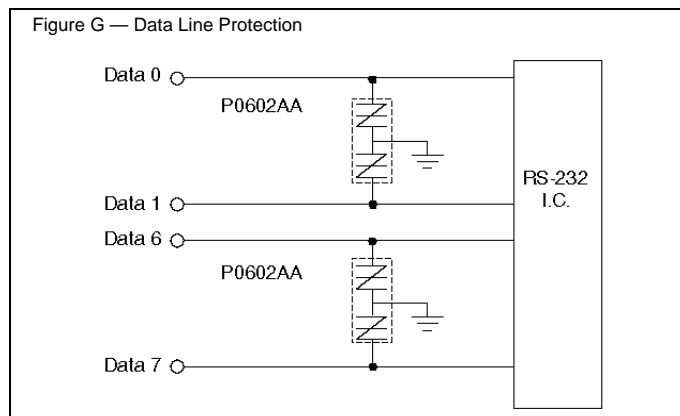 Figure G — Data Line Protection
Data 0
P0602AA
RS-232
I.C.
Data 1
Data 6
P0602AA
Data 7